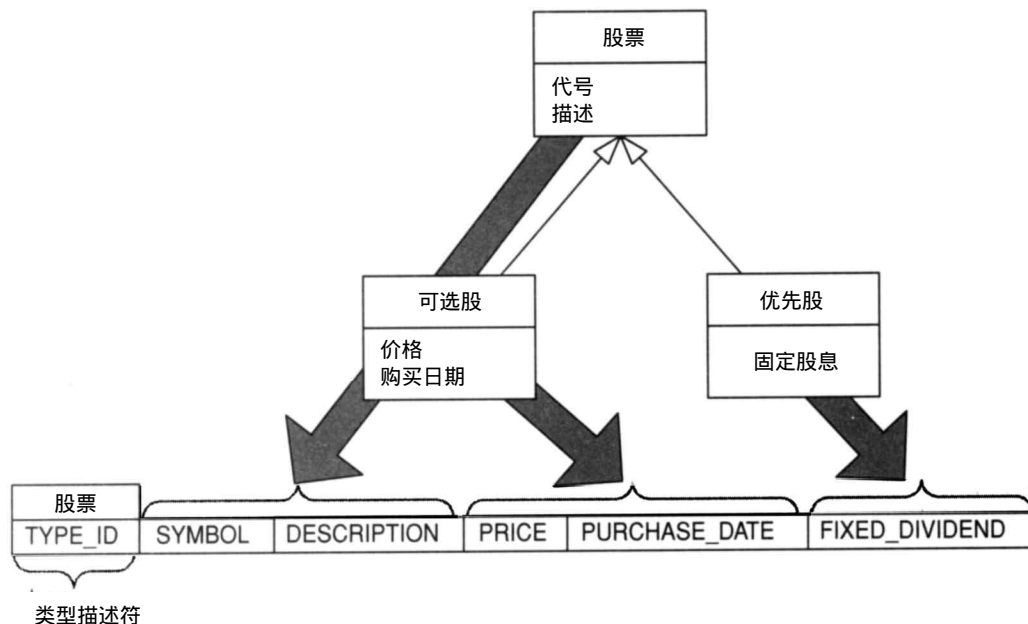 股票
代号
描述
可选股
价格
购买日期
优先股
固定股息
股票
TYPE_ID SYMBOL DESCRIPTION PRICE PURCHASE_DATE FIXED_DIVIDEND
类型描述符